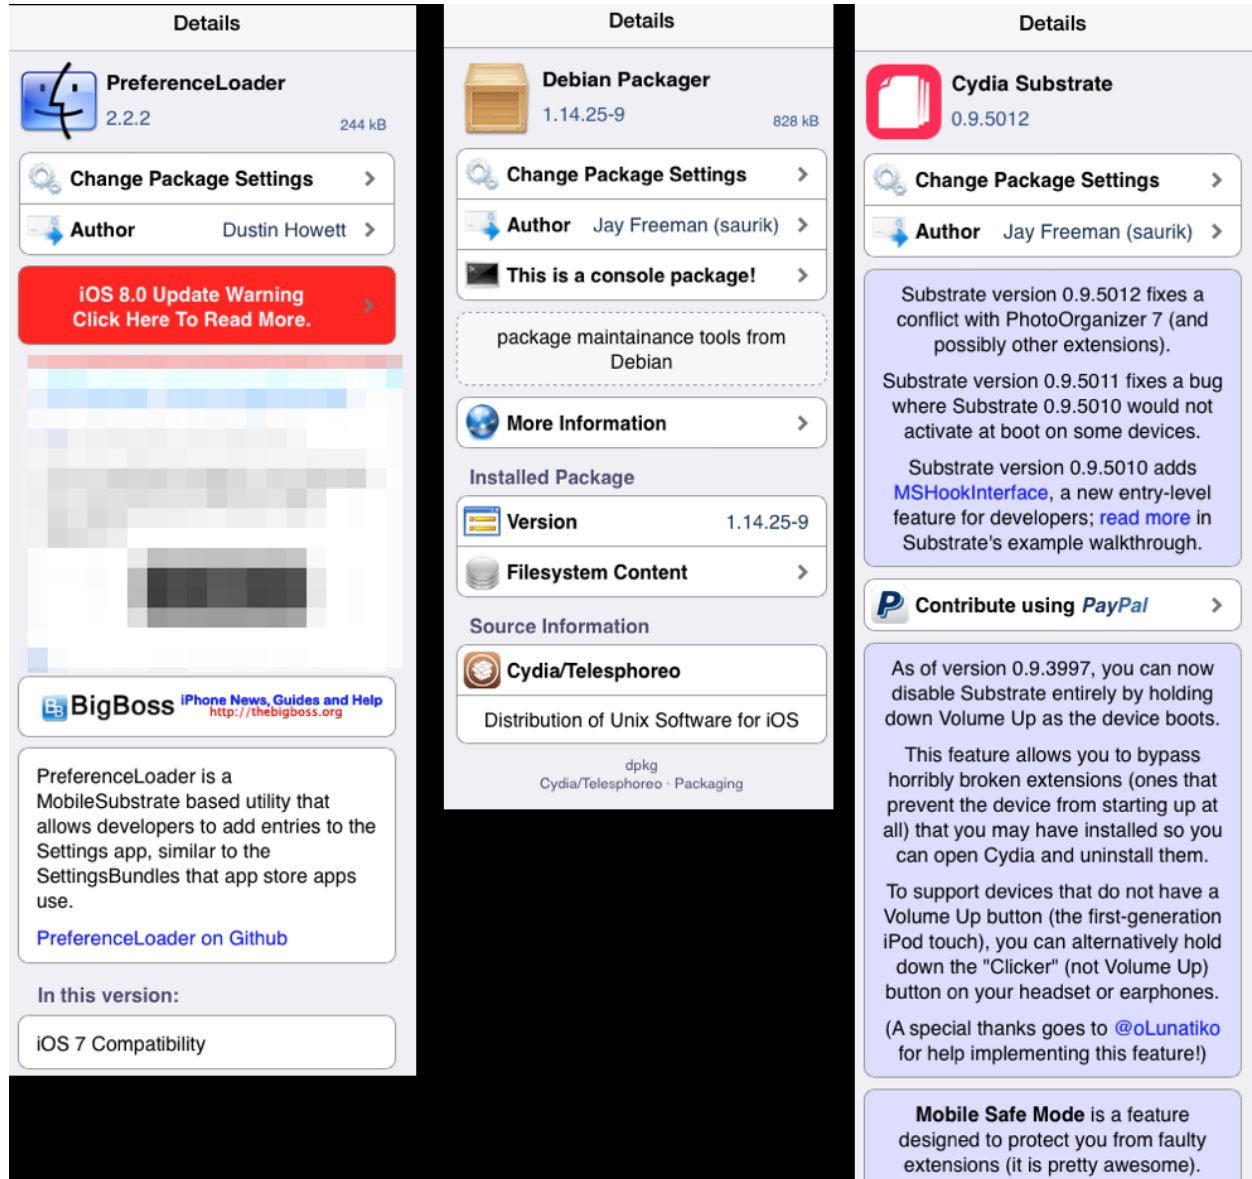 Details
PreferenceLoader
2.2.2
244 kB
Change Package Settings
Author Dustin Howett
iOS 8.0 Update Warning
Click Here To Read More.
BigBoss iPhone News, Guides and Help
http://thebigboss.org
PreferenceLoader is a
MobileSubstrate based utility that
allows developers to add entries to the
Settings app, similar to the
SettingsBundles that app store apps
use.
PreferenceLoader on Github
In this version:
iOS 7 Compatibility
Details
Debian Packager
1.14.25-9
828 kB
Change Package Settings
Author Jay Freeman (saurik)
This is a console package!
package maintainance tools from
Debian
More Information
Installed Package
Version 1.14.25-9
Filesystem Content
Source Information
Cydia/Telesphoreo
Distribution of Unix Software for iOS
dpkg
Cydia/Telesphoreo · Packaging
Details
Cydia Substrate
0.9.5012
Change Package Settings
Author Jay Freeman (saurik)
Substrate version 0.9.5012 fixes a
conflict with PhotoOrganizer 7 (and
possibly other extensions).
Substrate version 0.9.5011 fixes a bug
where Substrate 0.9.5010 would not
activate at boot on some devices.
Substrate version 0.9.5010 adds
MSHookInterface, a new entry-level
feature for developers; read more in
Substrate's example walkthrough.
Contribute using PayPal
As of version 0.9.3997, you can now
disable Substrate entirely by holding
down Volume Up as the device boots.
This feature allows you to bypass
horribly broken extensions (ones that
prevent the device from starting up at
all) that you may have installed so you
can open Cydia and uninstall them.
To support devices that do not have a
Volume Up button (the first-generation
iPod touch), you can alternatively hold
down the "Clicker" (not Volume Up)
button on your headset or earphones.
(A special thanks goes to @oLunatiko
for help implementing this feature!)
Mobile Safe Mode is a feature
designed to protect you from faulty
extensions (it is pretty awesome).